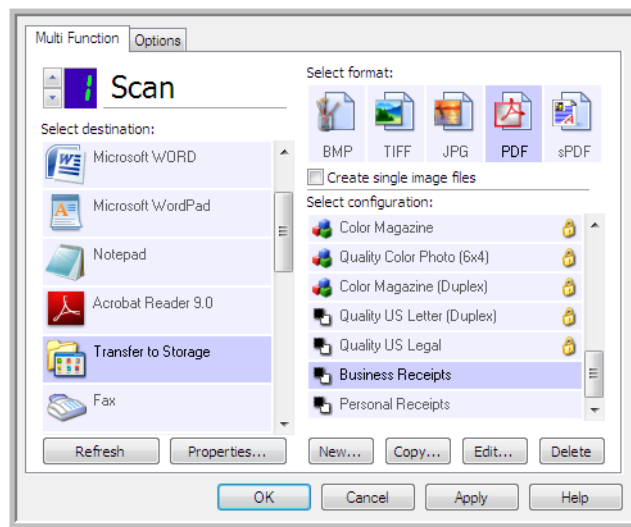 Multi Function
Options
1 Scan
Select destination:
Microsoft WORD
Microsoft WordPad
Notepad
Acrobat Reader 9.0
Transfer to Storage
Fax
Refresh
Properties...
Select format:
BMP
TIFF
JPG
PDF
sPDF
Create single image files
Select configuration:
Color Magazine
Quality Color Photo (6x4)
Color Magazine (Duplex)
Quality US Letter (Duplex)
Quality US Legal
Business Receipts
Personal Receipts
New...
Copy...
Edit...
Delete
OK
Cancel
Apply
Help